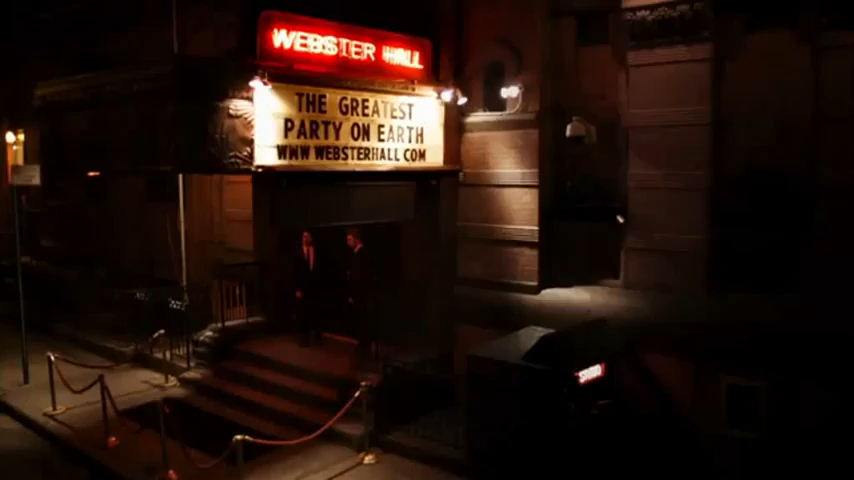 WEBSTER HALL
THE GREATEST
PARTY ON EARTH
WWW WEBSTERHALL COM